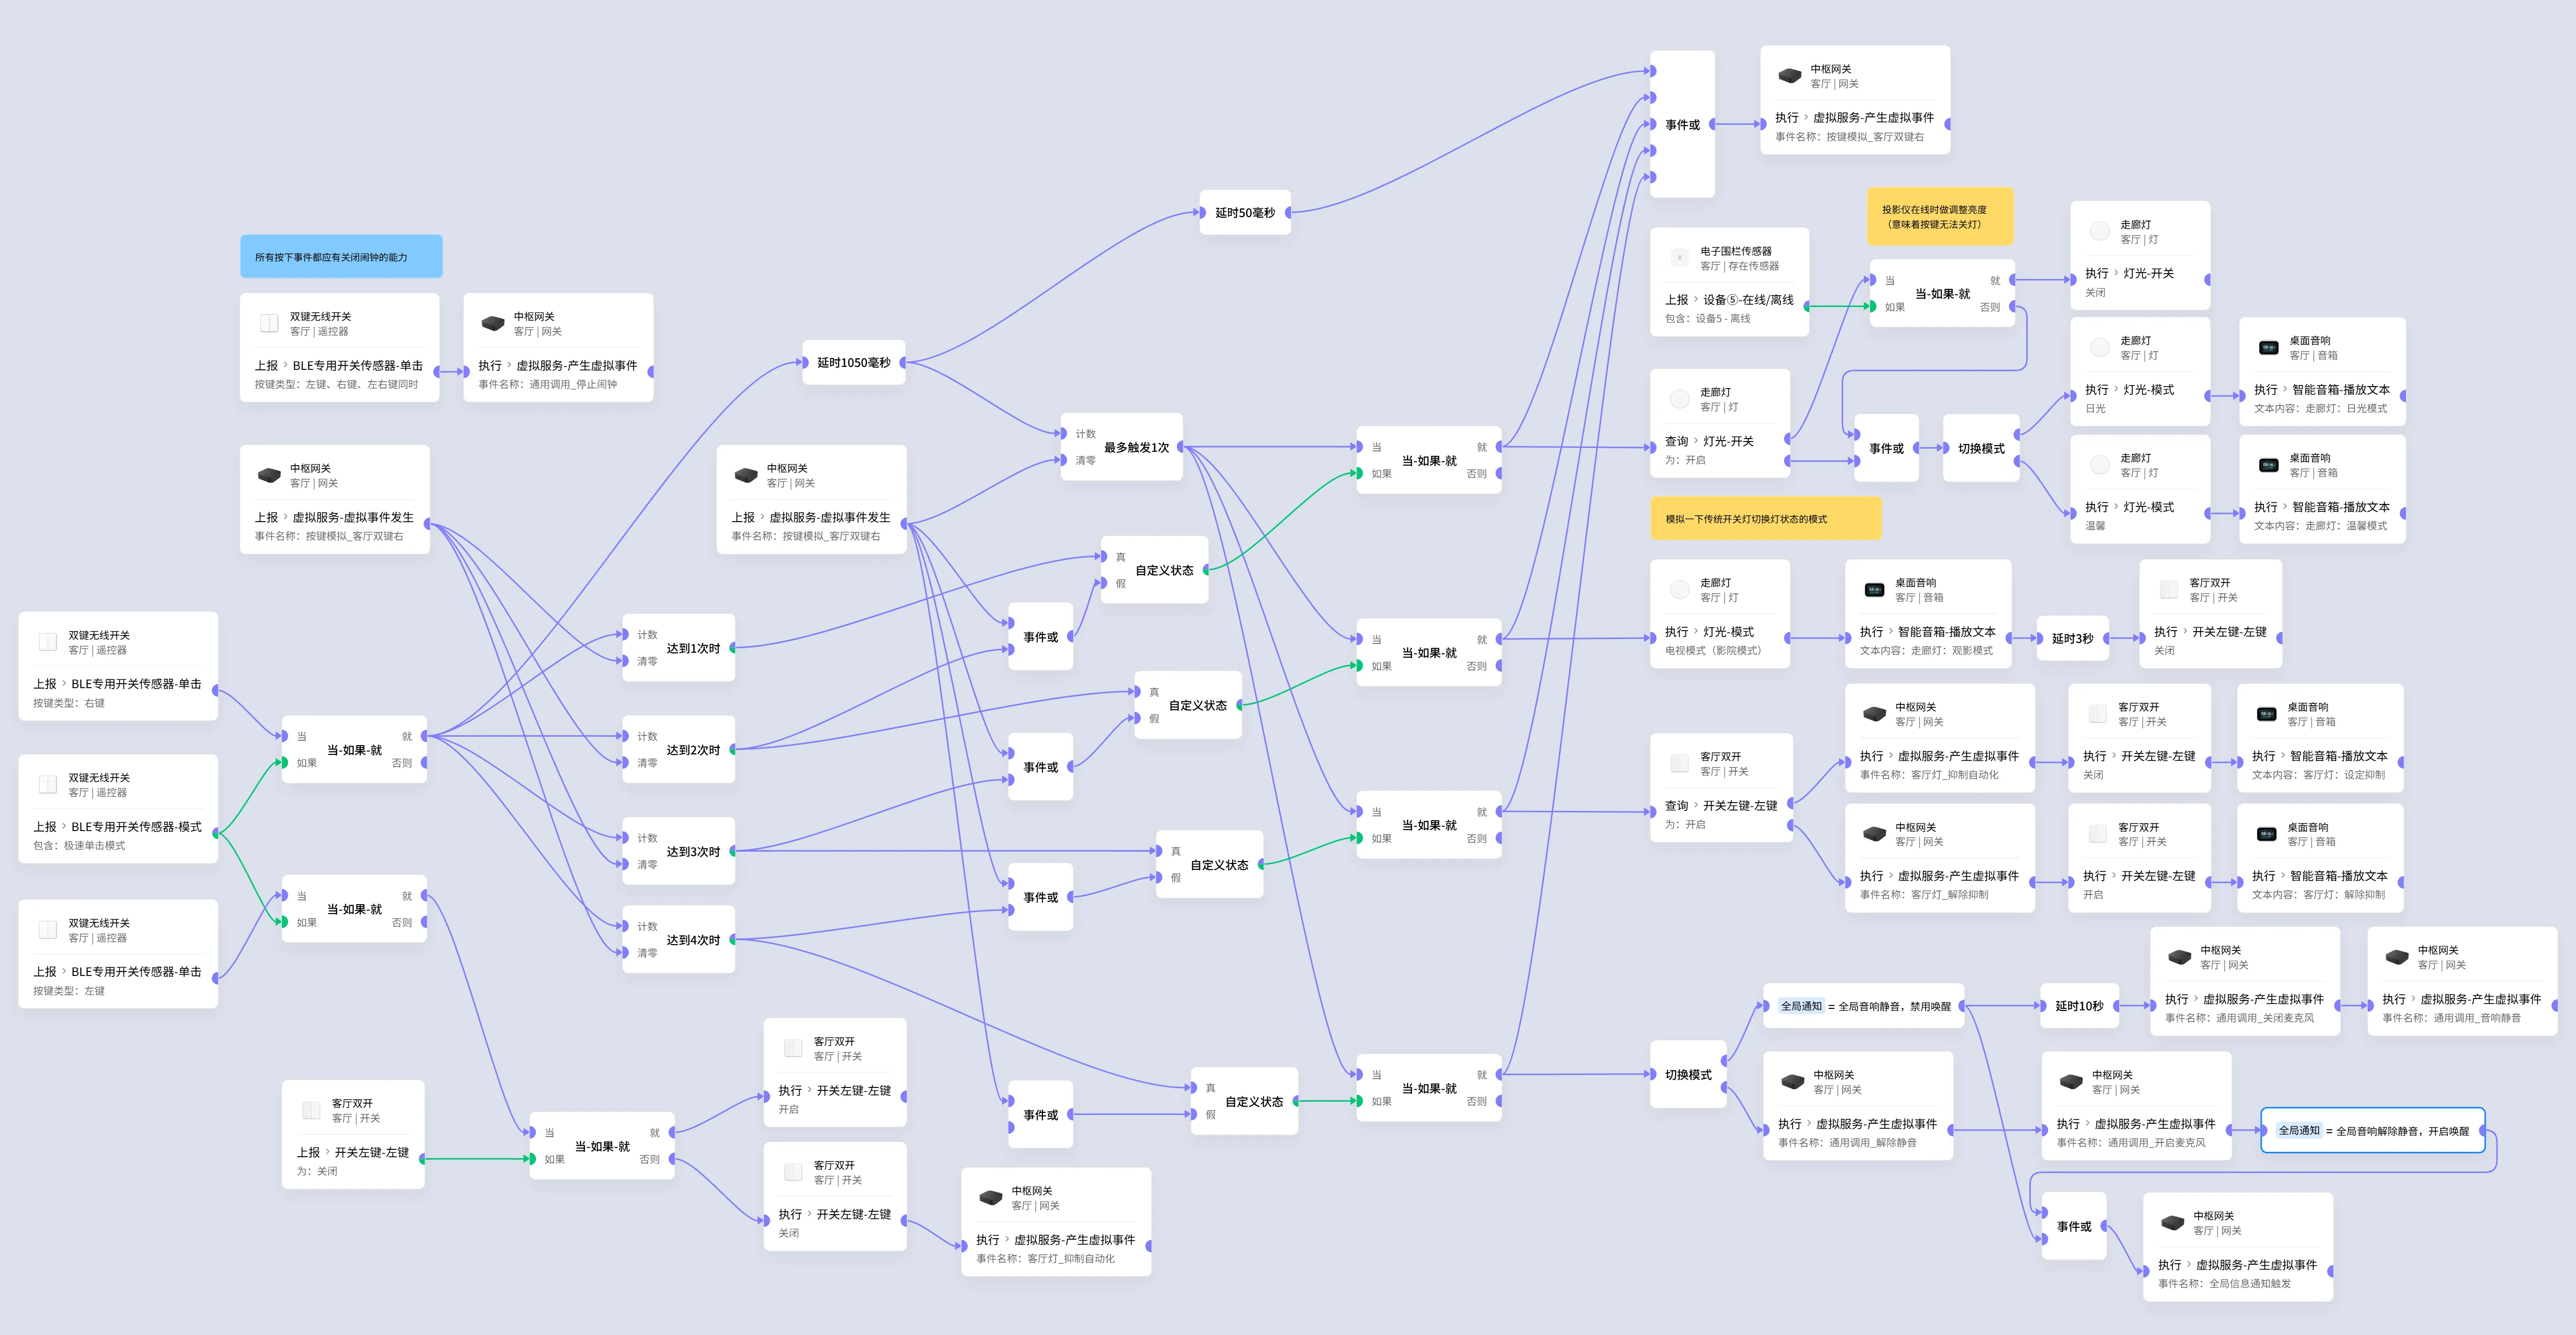 事件或
中枢网关
客厅 | 网关
执行 › 虚拟服务-产生虚拟事件
事件名称：按键模拟_客厅双键右
延时50毫秒
投影仪在线时做调整亮度
（意味着按键无法关灯）
走廊灯
客厅 | 灯
执行 › 灯光-开关
关闭
所有按下事件都应有关闭闹钟的能力
电子围栏传感器
客厅 | 存在传感器
上报 › 设备⑤-在线/离线
包含：设备5 - 离线
当
如果
当-如果-就
就
否则
双键无线开关
客厅 | 遥控器
上报 › BLE专用开关传感器-单击
按键类型：左键、右键、左右键同时
中枢网关
客厅 | 网关
执行 › 虚拟服务-产生虚拟事件
事件名称：通用调用_停止闹钟
延时1050毫秒
走廊灯
客厅 | 灯
执行 › 灯光-模式
日光
桌面音响
客厅 | 音箱
执行 › 智能音箱-播放文本
文本内容：走廊灯：日光模式
走廊灯
客厅 | 灯
查询 › 灯光-开关
为：开启
事件或
切换模式
走廊灯
客厅 | 灯
执行 › 灯光-模式
温馨
桌面音响
客厅 | 音箱
执行 › 智能音箱-播放文本
文本内容：走廊灯：温馨模式
中枢网关
客厅 | 网关
上报 › 虚拟服务-虚拟事件发生
事件名称：按键模拟_客厅双键右
中枢网关
客厅 | 网关
上报 › 虚拟服务-虚拟事件发生
事件名称：按键模拟_客厅双键右
计数
清零
最多触发1次
当
如果
当-如果-就
就
否则
模拟一下传统开关灯切换灯状态的模式
真
假
自定义状态
走廊灯
客厅 | 灯
执行 › 灯光-模式
电视模式（影院模式）
桌面音响
客厅 | 音箱
执行 › 智能音箱-播放文本
文本内容：走廊灯：观影模式
延时3秒
客厅双开
客厅 | 开关
执行 › 开关左键-左键
关闭
双键无线开关
客厅 | 遥控器
上报 › BLE专用开关传感器-单击
按键类型：右键
计数
清零
达到1次时
事件或
当
如果
当-如果-就
就
否则
真
假
自定义状态
当
如果
当-如果-就
就
否则
计数
清零
达到2次时
事件或
双键无线开关
客厅 | 遥控器
上报 › BLE专用开关传感器-模式
包含：极速单击模式
客厅双开
客厅 | 开关
查询 › 开关左键-左键
为：开启
中枢网关
客厅 | 网关
执行 › 虚拟服务-产生虚拟事件
事件名称：客厅灯_抑制自动化
客厅双开
客厅 | 开关
执行 › 开关左键-左键
关闭
桌面音响
客厅 | 音箱
执行 › 智能音箱-播放文本
文本内容：客厅灯：设定抑制
中枢网关
客厅 | 网关
执行 › 虚拟服务-产生虚拟事件
事件名称：客厅灯_解除抑制
客厅双开
客厅 | 开关
执行 › 开关左键-左键
开启
桌面音响
客厅 | 音箱
执行 › 智能音箱-播放文本
文本内容：客厅灯：解除抑制
计数
清零
达到3次时
真
假
自定义状态
当
如果
当-如果-就
就
否则
事件或
当
如果
当-如果-就
就
否则
双键无线开关
客厅 | 遥控器
上报 › BLE专用开关传感器-单击
按键类型：左键
计数
清零
达到4次时
全局通知 = 全局音响静音，禁用唤醒
延时10秒
中枢网关
客厅 | 网关
执行 › 虚拟服务-产生虚拟事件
事件名称：通用调用_关闭麦克风
中枢网关
客厅 | 网关
执行 › 虚拟服务-产生虚拟事件
事件名称：通用调用_音响静音
客厅双开
客厅 | 开关
执行 › 开关左键-左键
开启
事件或
真
假
自定义状态
当
如果
当-如果-就
就
否则
切换模式
中枢网关
客厅 | 网关
执行 › 虚拟服务-产生虚拟事件
事件名称：通用调用_解除静音
中枢网关
客厅 | 网关
执行 › 虚拟服务-产生虚拟事件
事件名称：通用调用_开启麦克风
全局通知 = 全局音响解除静音，开启唤醒
客厅双开
客厅 | 开关
上报 › 开关左键-左键
为：关闭
当
如果
当-如果-就
就
否则
客厅双开
客厅 | 开关
执行 › 开关左键-左键
关闭
中枢网关
客厅 | 网关
执行 › 虚拟服务-产生虚拟事件
事件名称：客厅灯_抑制自动化
事件或
中枢网关
客厅 | 网关
执行 › 虚拟服务-产生虚拟事件
事件名称：全局信息通知触发